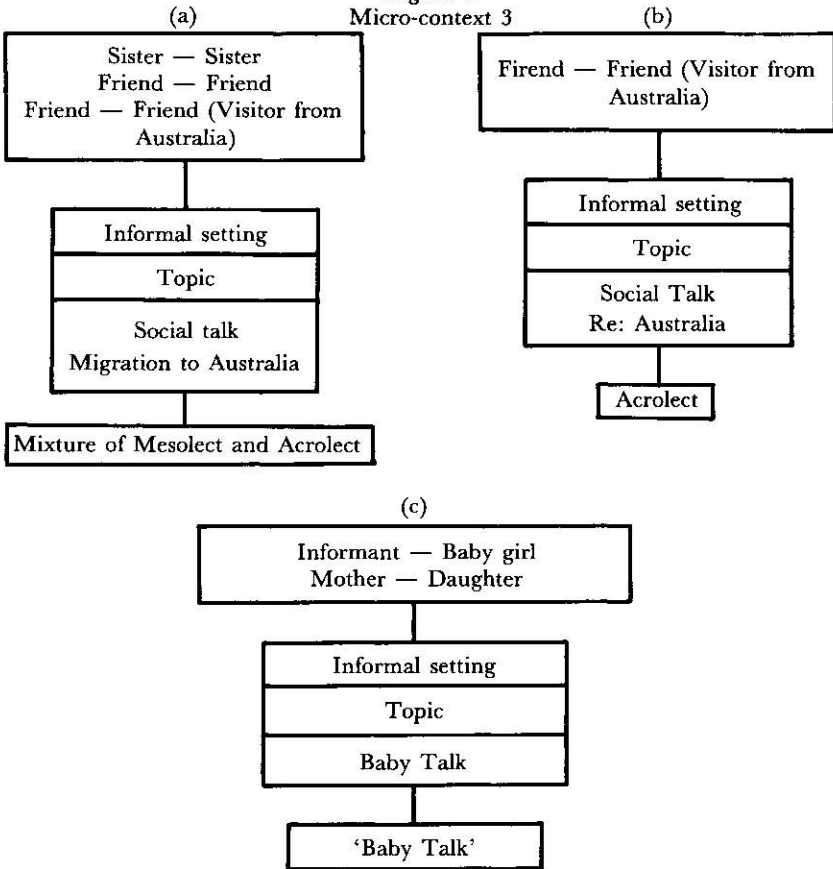 (a)
Micro-context 3
(b)
Sister — Sister
Friend — Friend
Friend — Friend (Visitor from
Australia)
Informal setting
Topic
Social talk
Migration to Australia
Mixture of Mesolect and Acrolect
Firend — Friend (Visitor from
Australia)
Informal setting
Topic
Social Talk
Re: Australia
Acrolect
(c)
Informant — Baby girl
Mother — Daughter
Informal setting
Topic
Baby Talk
‘Baby Talk’